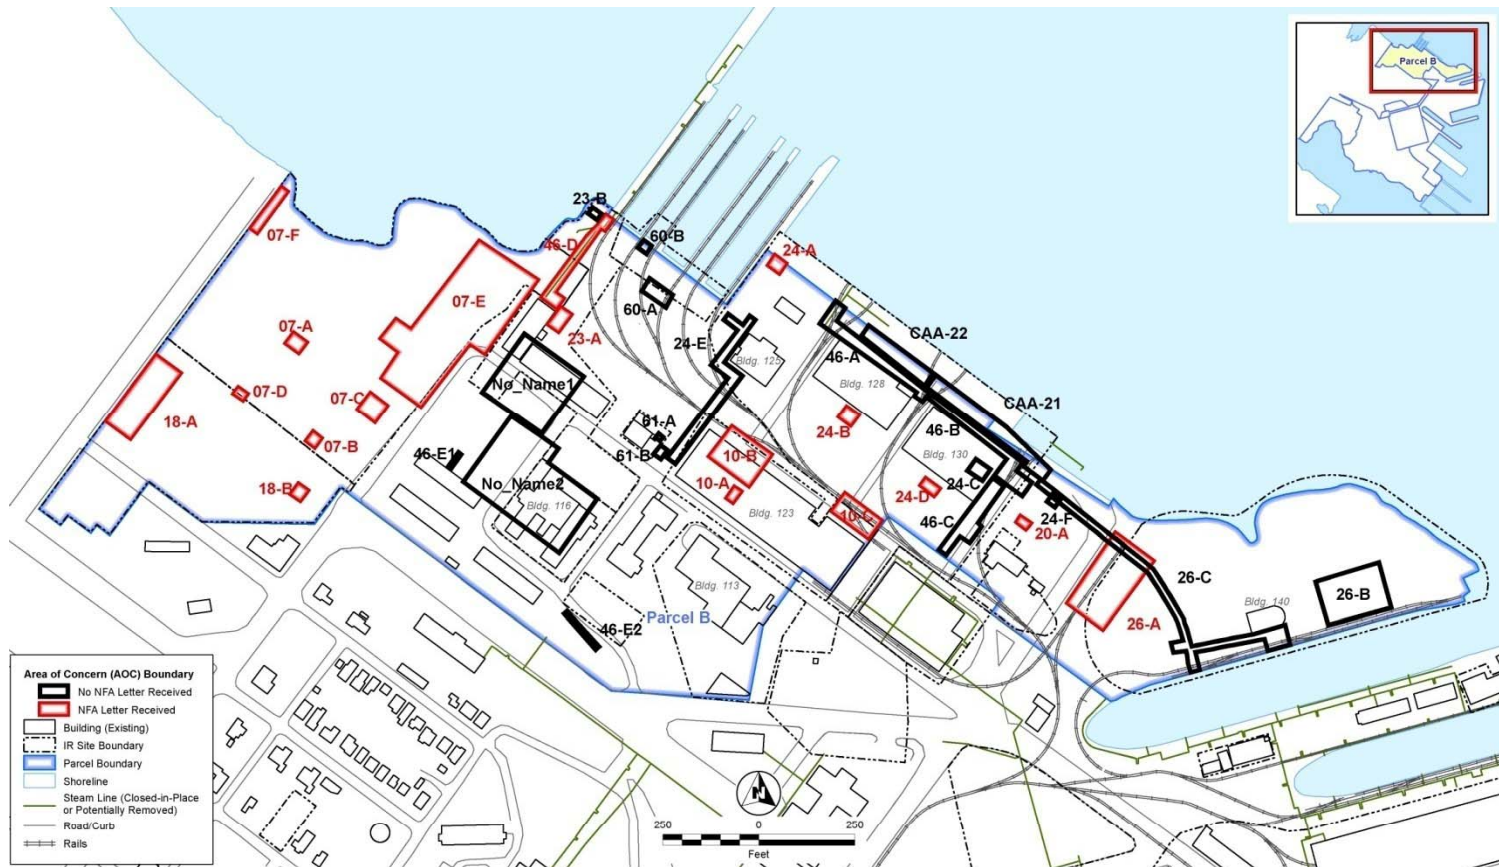 Parcel B
23-B
07-F
46-D
60-B
24-A
07-E
60-A
07-A
23-A
24-E
CAA-22
46-A
Bldg. 125
No_Name1
Bldg. 128
07-D
07-C
CAA-21
18-A
61-A
24-B
46-B
07-B
46-E1
61-B
10-B
Bldg. 130
No_Name2
10-A
24-C
24-D
18-B
Bldg. 116
Bldg. 123
10-C
46-C
24-F
20-A
26-C
Bldg. 113
26-B
Bldg. 140
Parcel B
46-E2
26-A
Area of Concern (AOC) Boundary
No NFA Letter Received
NFA Letter Received
Building (Existing)
IR Site Boundary
Parcel Boundary
Shoreline
Steam Line (Closed-in-Place
or Potentially Removed)
Road/Curb
Rails
N
250 0 250
Feet